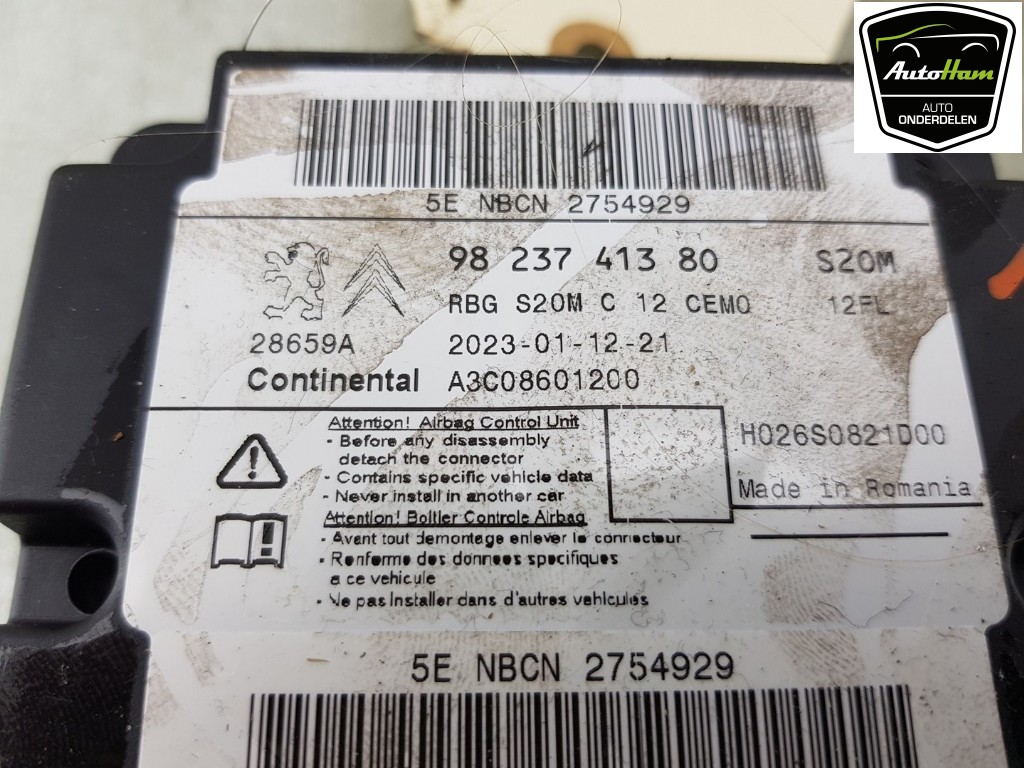 AutoHam
AUTO
ONDERDELEN
5E NBCN 2754929
98 237 413 80 S20M
RBG S20M C 12 CEMO 12FL
28659A 2023-01-12-21
Continental A3C08601200
Attention! Airbag Control Unit
- Before any disassembly
detach the connector
- Contains specific vehicle data
- Never install in another car
Attention! Boitier Controle Airbag
- Avant tout demontage enlever le connecteur
- Renferme des donnees specifiques
a ce vehicule
- Ne pas installer dans d'autres vehicules
H026S0821D00
Made in Romania
5E NBCN 2754929